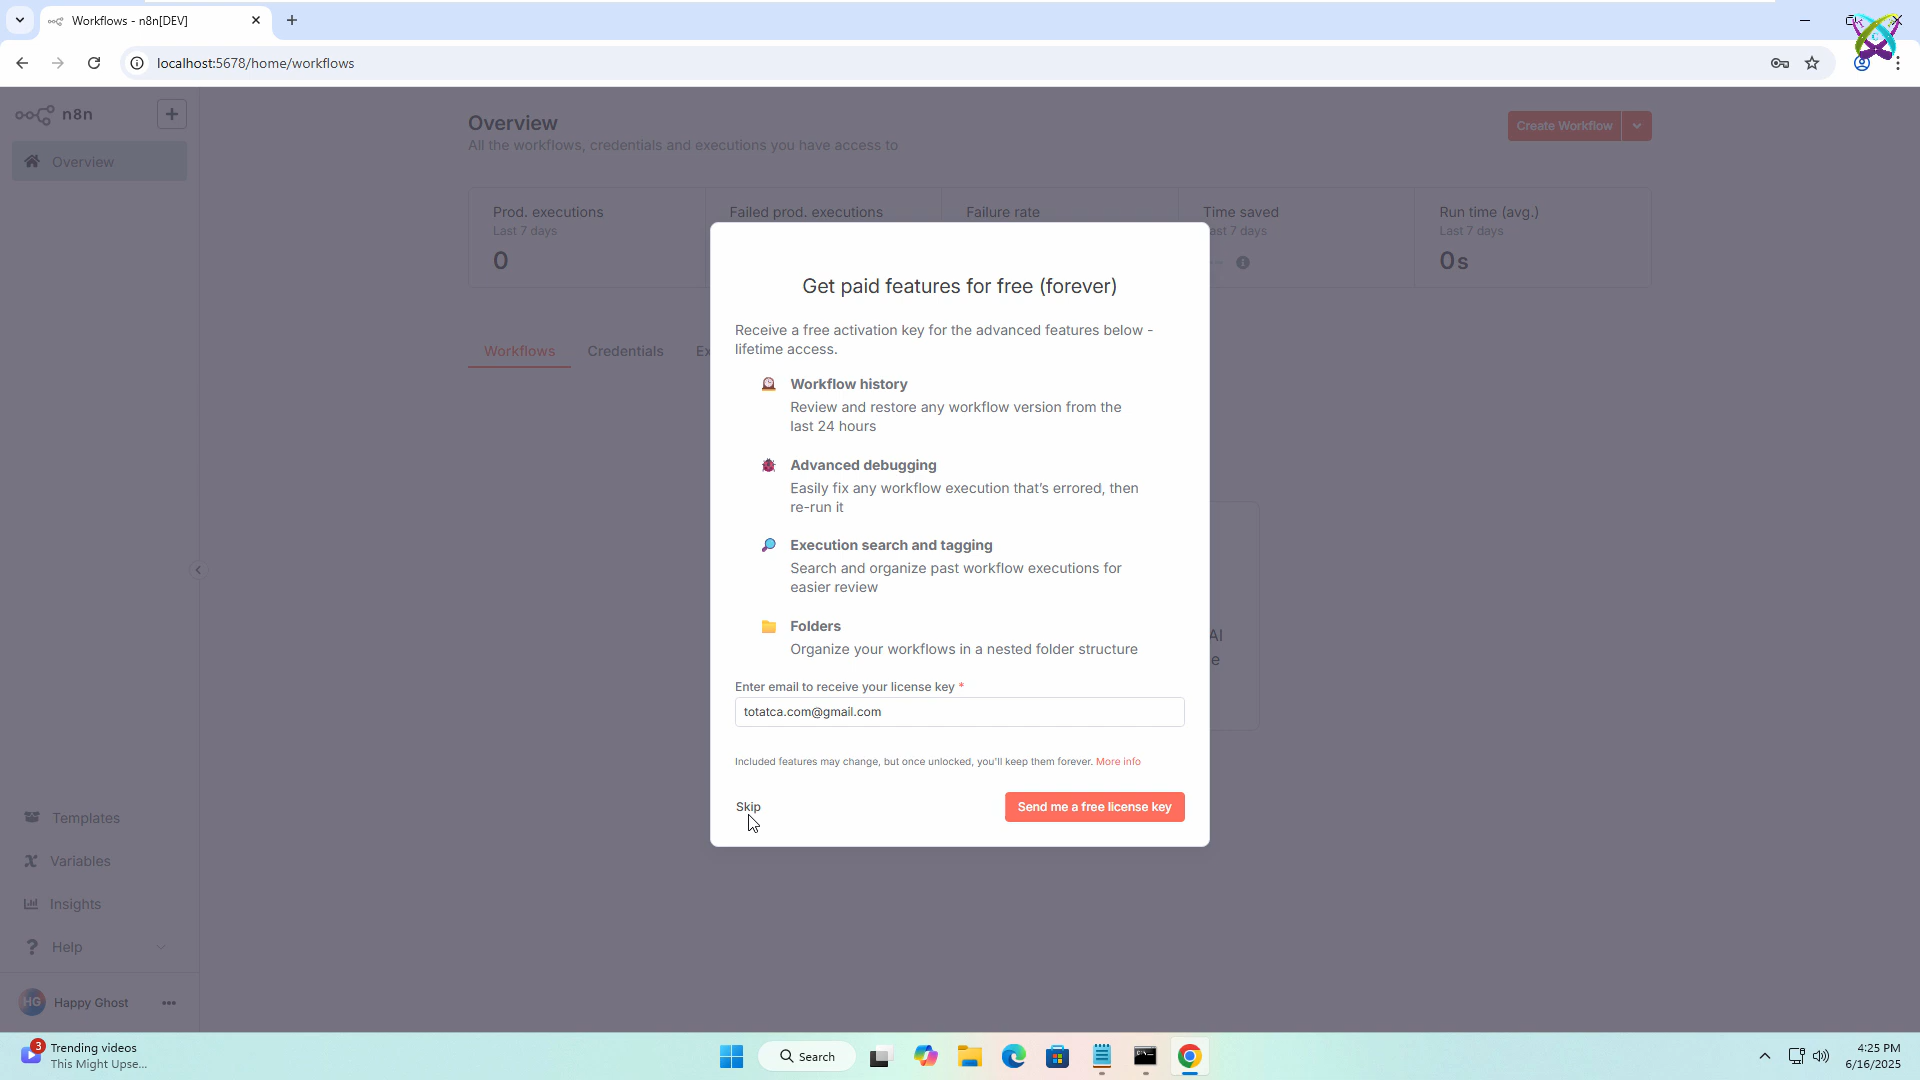 Workflows - n8n[DEV]
localhost:5678/home/workflows
n8n
Overview
Overview
All the workflows, credentials and executions you have access to
Create Workflow
Prod. executions
Last 7 days
0
Failed prod. executions
Failure rate
Time saved
ast 7 days
Run time (avg.)
Last 7 days
0s
Workflows
Credentials
Ex
Get paid features for free (forever)
Receive a free activation key for the advanced features below -
lifetime access.
Workflow history
Review and restore any workflow version from the
last 24 hours
Advanced debugging
Easily fix any workflow execution that's errored, then
re-run it
Execution search and tagging
Search and organize past workflow executions for
easier review
Folders
Organize your workflows in a nested folder structure
AI
e
Enter email to receive your license key *
totatca.com@gmail.com
Included features may change, but once unlocked, you'll keep them forever. More info
Skip
Send me a free license key
Templates
Variables
Insights
Help
HG
Happy Ghost
3
Trending videos
This Might Upse...
Search
4:25 PM
6/16/2025